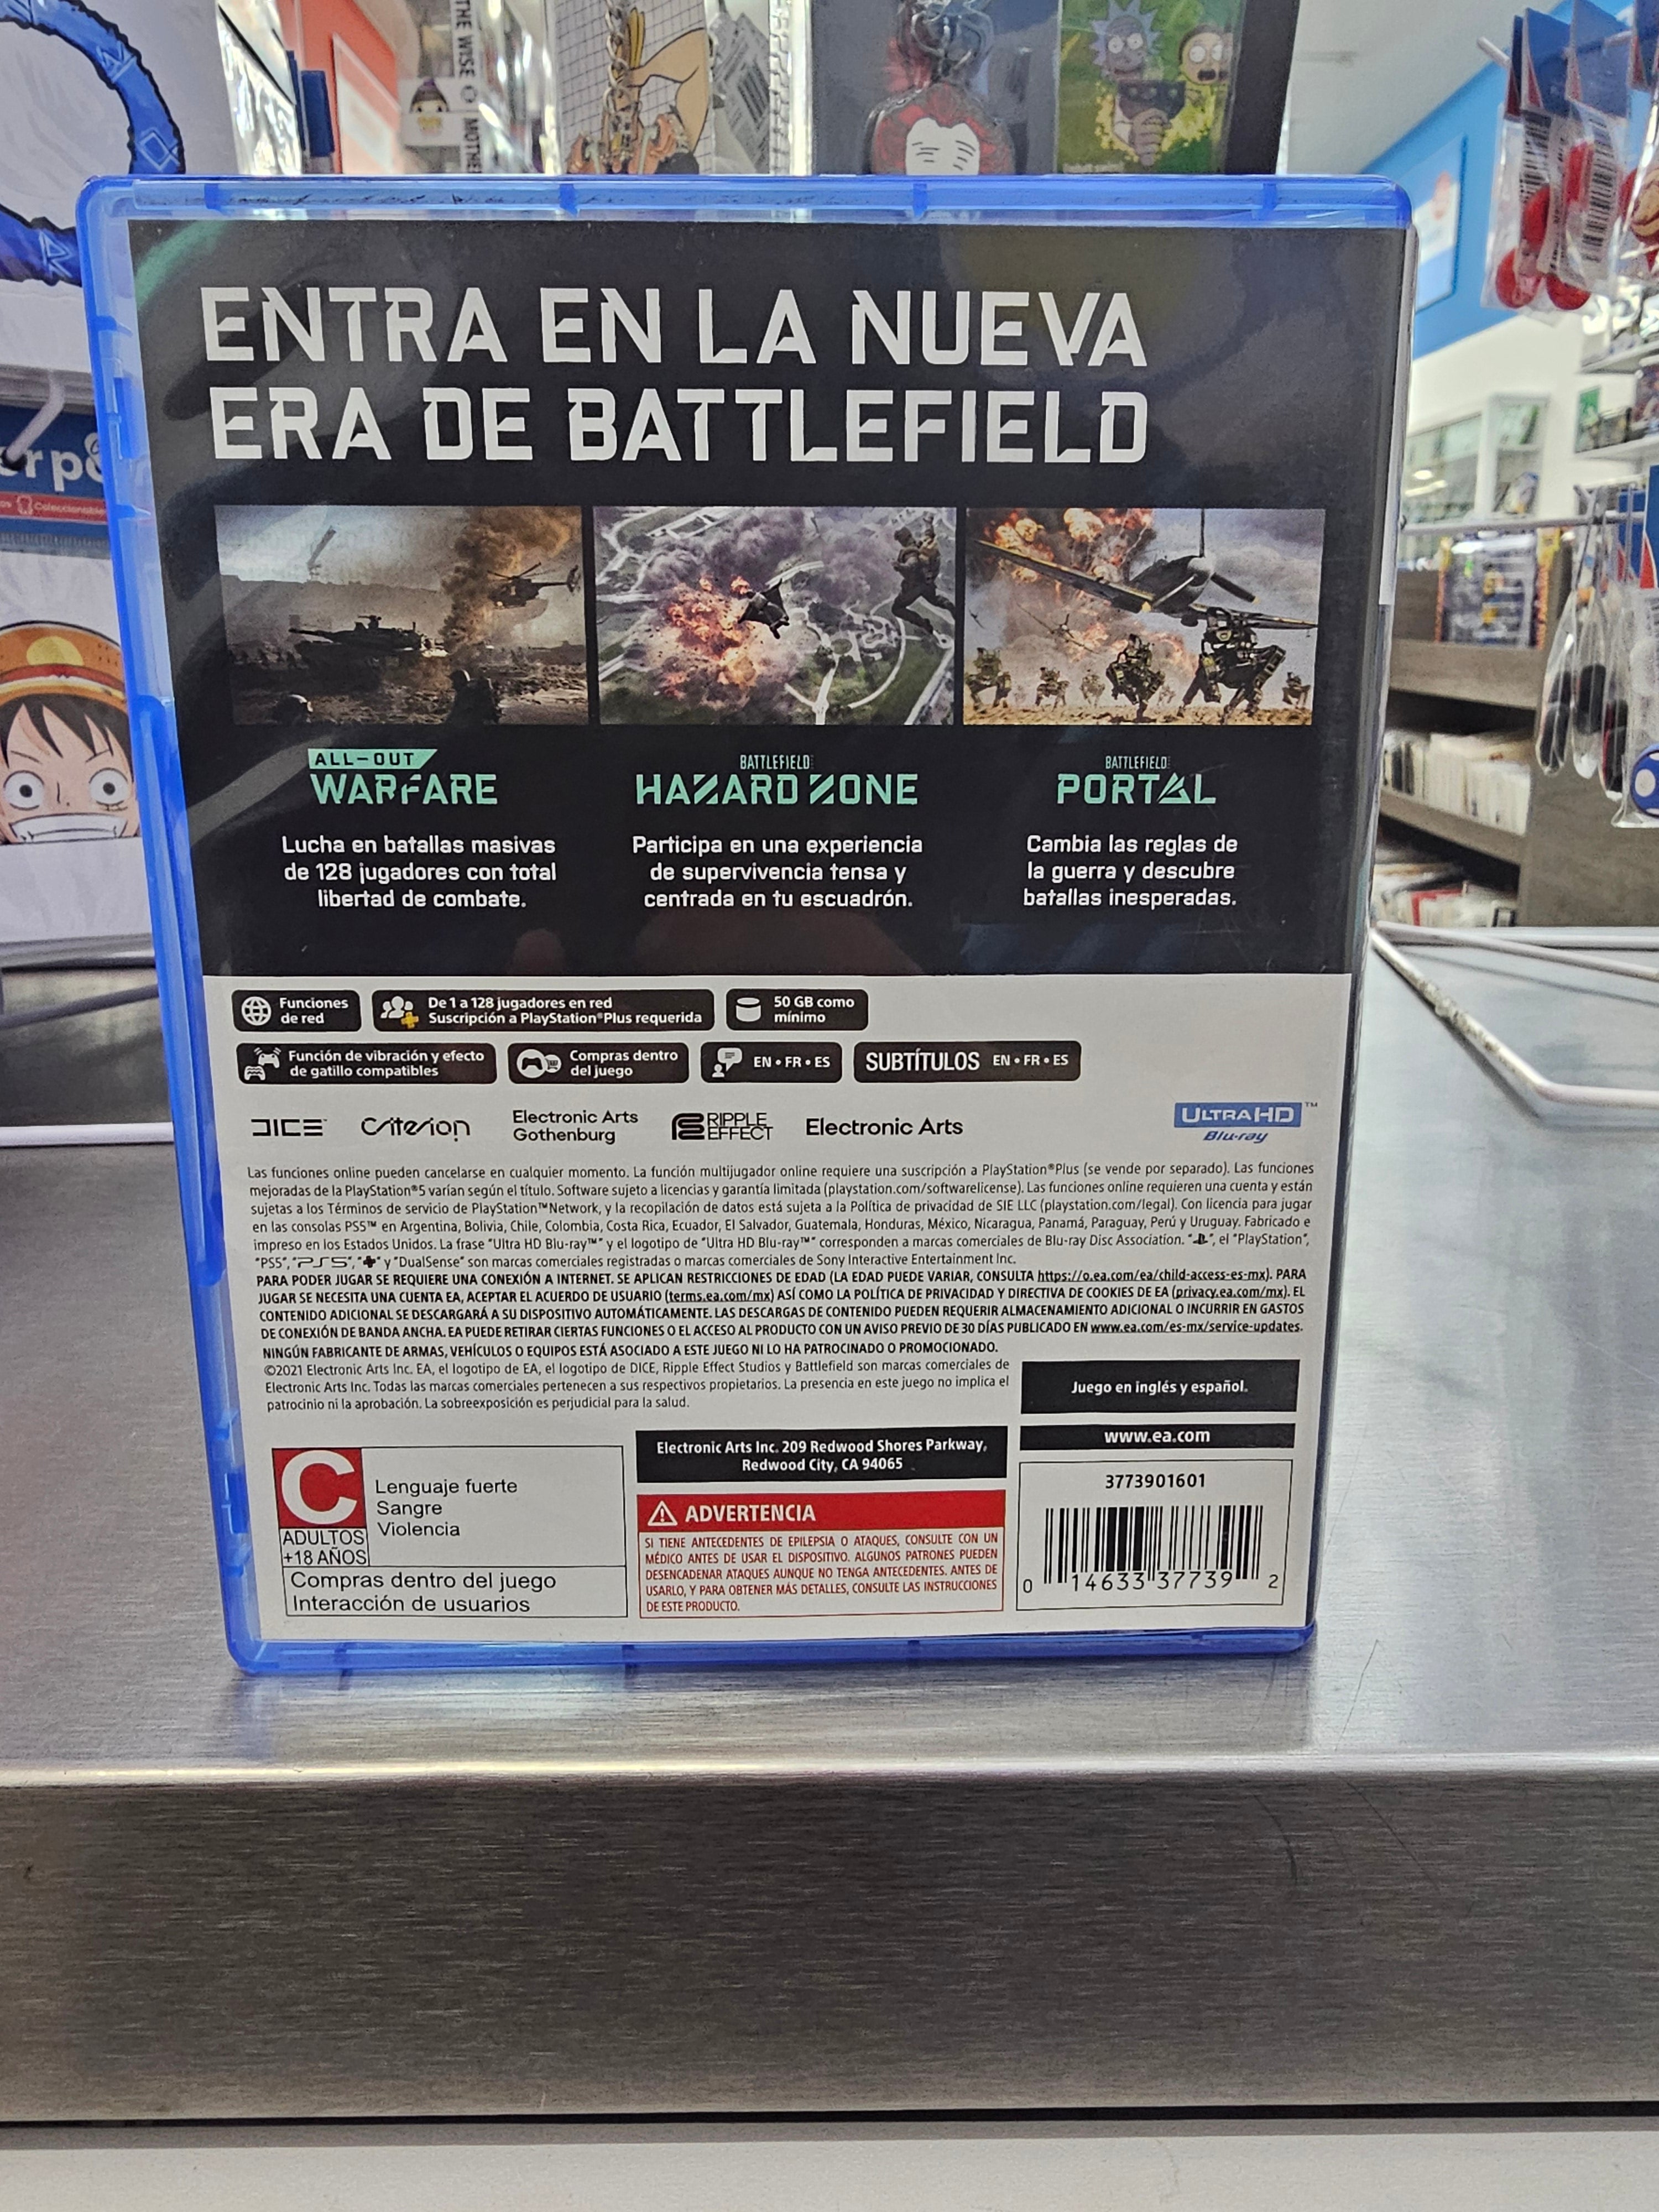 THE WISE
MOTHE
ENTRA EN LA NUEVA
ERA DE BATTLEFIELD
ALL-OUT
WARFARE
Lucha en batallas masivas
de 128 jugadores con total
libertad de combate.
BATTLEFIELD
HAZARD ZONE
Participa en una experiencia
de supervivencia tensa y
centrada en tu escuadrón.
BATTLEFIELD
PORTAL
Cambia las reglas de
la guerra y descubre
batallas inesperadas.
Funciones
de red
De 1 a 128 jugadores en red
Suscripción a PlayStation®Plus requerida
50 GB como
mínimo
Función de vibración y efecto
de gatillo compatibles
Compras dentro
del juego
EN • FR • ES
SUBTÍTULOS EN • FR • ES
DICE™
Criterion
Electronic Arts
Gothenburg
RIPPLE
EFFECT
Electronic Arts
ULTRA HD™
Blu-ray
Las funciones online pueden cancelarse en cualquier momento. La función multijugador online requiere una suscripción a PlayStation®Plus (se vende por separado). Las funciones
mejoradas de la PlayStation®5 varían según el título. Software sujeto a licencias y garantía limitada (playstation.com/softwarelicense). Las funciones online requieren una cuenta y están
sujetas a los Términos de servicio de PlayStation™Network, y la recopilación de datos está sujeta a la Política de privacidad de SIE LLC (playstation.com/legal). Con licencia para jugar
en las consolas PS5™ en Argentina, Bolivia, Chile, Colombia, Costa Rica, Ecuador, El Salvador, Guatemala, Honduras, México, Nicaragua, Panamá, Paraguay, Perú y Uruguay. Fabricado e
impreso en los Estados Unidos. La frase "Ultra HD Blu-ray™" y el logotipo de "Ultra HD Blu-ray™" corresponden a marcas comerciales de Blu-ray Disc Association. " ", el "PlayStation",
"PS5", "PS5", " " y "DualSense" son marcas comerciales registradas o marcas comerciales de Sony Interactive Entertainment Inc.
PARA PODER JUGAR SE REQUIERE UNA CONEXIÓN A INTERNET. SE APLICAN RESTRICCIONES DE EDAD (LA EDAD PUEDE VARIAR, CONSULTA https://o.ea.com/ea/child-access-es-mx). PARA
JUGAR SE NECESITA UNA CUENTA EA, ACEPTAR EL ACUERDO DE USUARIO (terms.ea.com/mx) ASÍ COMO LA POLÍTICA DE PRIVACIDAD Y DIRECTIVA DE COOKIES DE EA (privacy.ea.com/mx). EL
CONTENIDO ADICIONAL SE DESCARGARÁ A SU DISPOSITIVO AUTOMÁTICAMENTE. LAS DESCARGAS DE CONTENIDO PUEDEN REQUERIR ALMACENAMIENTO ADICIONAL O INCURRIR EN GASTOS
DE CONEXIÓN DE BANDA ANCHA. EA PUEDE RETIRAR CIERTAS FUNCIONES O EL ACCESO AL PRODUCTO CON UN AVISO PREVIO DE 30 DÍAS PUBLICADO EN www.ea.com/es-mx/service-updates.
NINGÚN FABRICANTE DE ARMAS, VEHÍCULOS O EQUIPOS ESTÁ ASOCIADO A ESTE JUEGO NI LO HA PATROCINADO O PROMOCIONADO.
©2021 Electronic Arts Inc. EA, el logotipo de EA, el logotipo de DICE, Ripple Effect Studios y Battlefield son marcas comerciales de
Electronic Arts Inc. Todas las marcas comerciales pertenecen a sus respectivos propietarios. La presencia en este juego no implica el
patrocinio ni la aprobación. La sobreexposición es perjudicial para la salud.
Juego en inglés y español.
www.ea.com
C
ADULTOS
+18 AÑOS
Lenguaje fuerte
Sangre
Violencia
Compras dentro del juego
Interacción de usuarios
Electronic Arts Inc. 209 Redwood Shores Parkway,
Redwood City, CA 94065
ADVERTENCIA
SI TIENE ANTECEDENTES DE EPILEPSIA O ATAQUES, CONSULTE CON UN
MÉDICO ANTES DE USAR EL DISPOSITIVO. ALGUNOS PATRONES PUEDEN
DESENCADENAR ATAQUES AUNQUE NO TENGA ANTECEDENTES. ANTES DE
USARLO, Y PARA OBTENER MÁS DETALLES, CONSULTE LAS INSTRUCCIONES
DE ESTE PRODUCTO.
3773901601
0 14633 37739 2